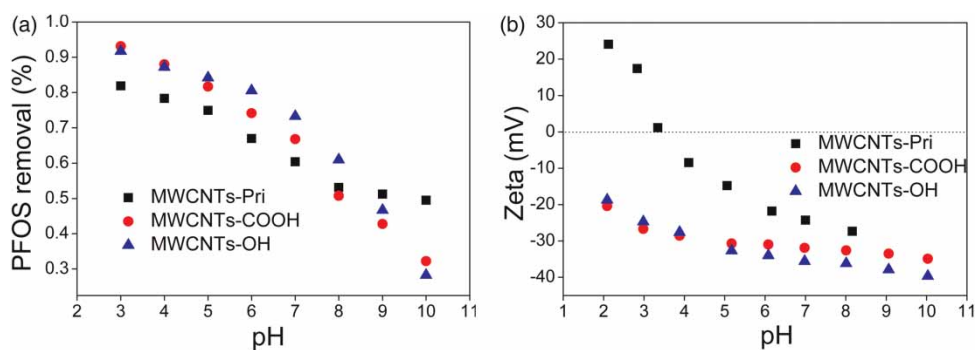 (a)
1.0
0.9
0.8
0.7
0.6
0.5
0.4
0.3
PFOS removal (%)
MWCNTs-Pri
MWCNTs-COOH
MWCNTs-OH
2 3 4 5 6 7 8 9 10 11
pH
(b)
30
20
10
0
-10
-20
-30
-40
-50
Zeta (mV)
MWCNTs-Pri
MWCNTs-COOH
MWCNTs-OH
1 2 3 4 5 6 7 8 9 10 11
pH